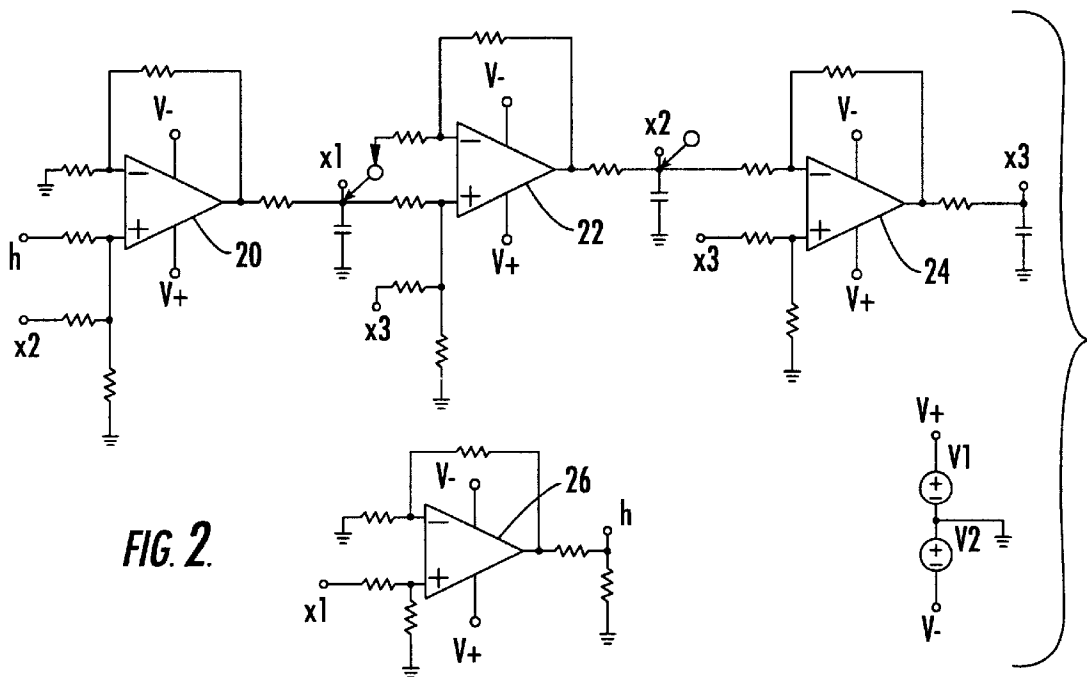 V-
V-
V-
x1
x2
x3
−
−
−
+
+
+
h
20
22
24
V+
V+
V+
x3
x3
x2
V+
V1
+
−
V2
+
−
V-
V-
26
h
−
+
x1
V+
FIG. 2.